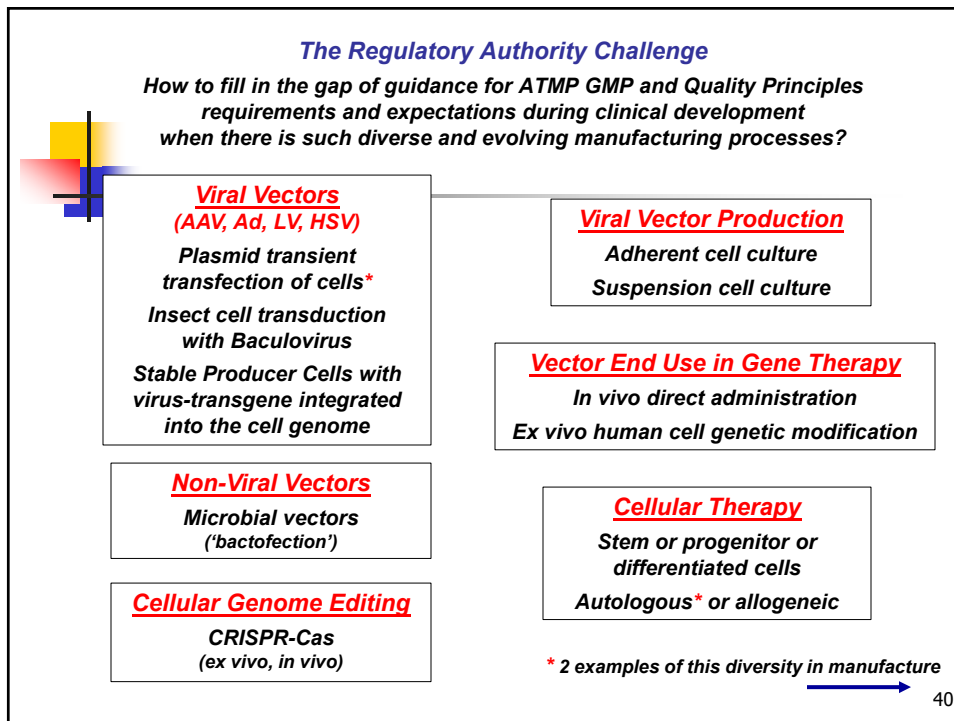 The Regulatory Authority Challenge
How to fill in the gap of guidance for ATMP GMP and Quality Principles
requirements and expectations during clinical development
when there is such diverse and evolving manufacturing processes?
Viral Vectors
(AAV, Ad, LV, HSV)
Plasmid transient
transfection of cells*
Insect cell transduction
with Baculovirus
Stable Producer Cells with
virus-transgene integrated
into the cell genome
Non-Viral Vectors
Microbial vectors
(‘bactofection’)
Cellular Genome Editing
CRISPR-Cas
(ex vivo, in vivo)
Viral Vector Production
Adherent cell culture
Suspension cell culture
Vector End Use in Gene Therapy
In vivo direct administration
Ex vivo human cell genetic modification
Cellular Therapy
Stem or progenitor or
differentiated cells
Autologous* or allogeneic
* 2 examples of this diversity in manufacture
40